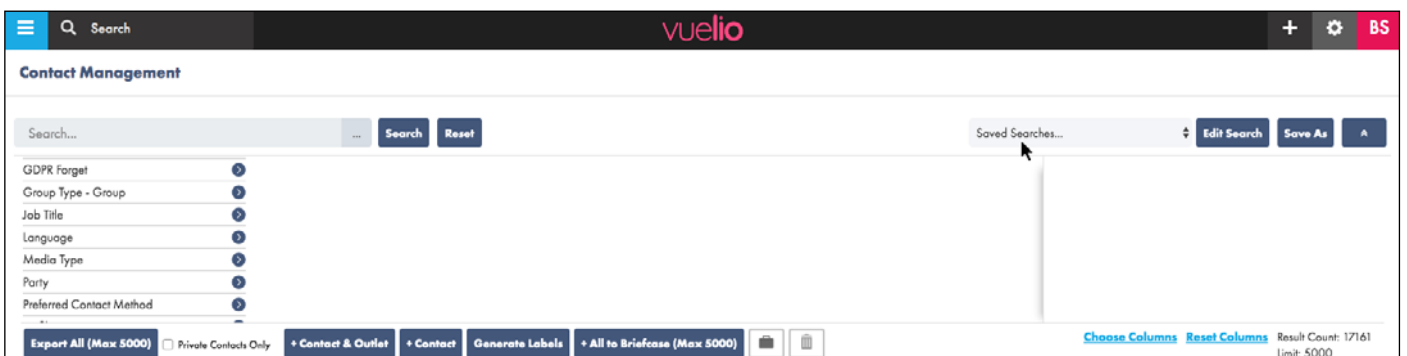 Search
vuelio
+
BS
Contact Management
Search...
...
Search
Reset
Saved Searches...
Edit Search
Save As
GDPR Forget
Group Type - Group
Job Title
Language
Media Type
Party
Preferred Contact Method
Export All (Max 5000)
Private Contacts Only
+ Contact & Outlet
+ Contact
Generate Labels
+ All to Briefcase (Max 5000)
Choose Columns
Reset Columns
Result Count: 17161
Limit: 5000